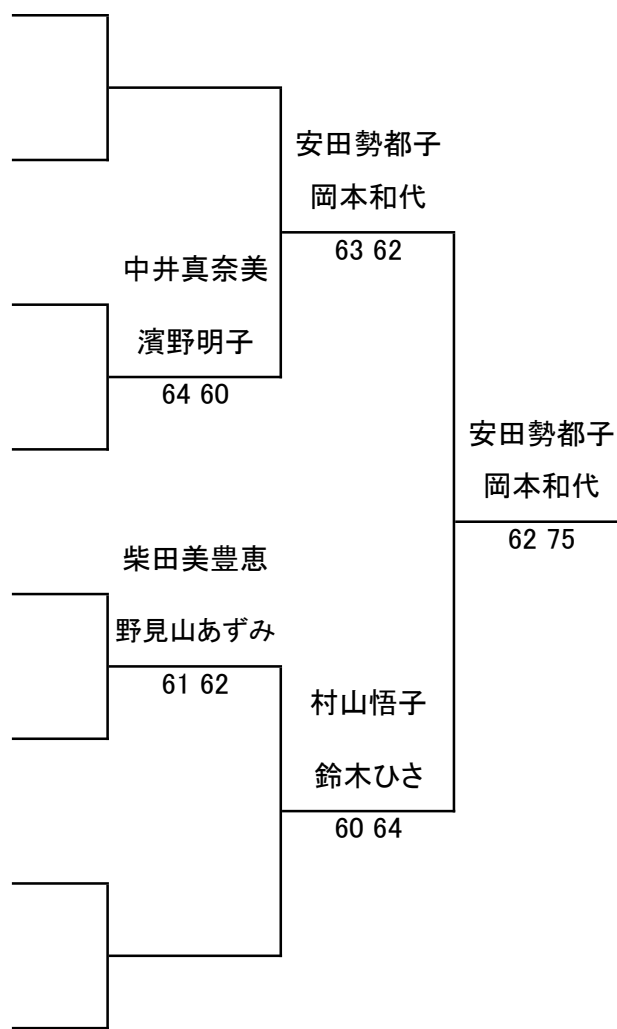 安田勢都子
岡本和代
63 62
中井真奈美
濱野明子
64 60
安田勢都子
岡本和代
62 75
柴田美豊恵
野見山あずみ
61 62
村山悟子
鈴木ひさ
60 64